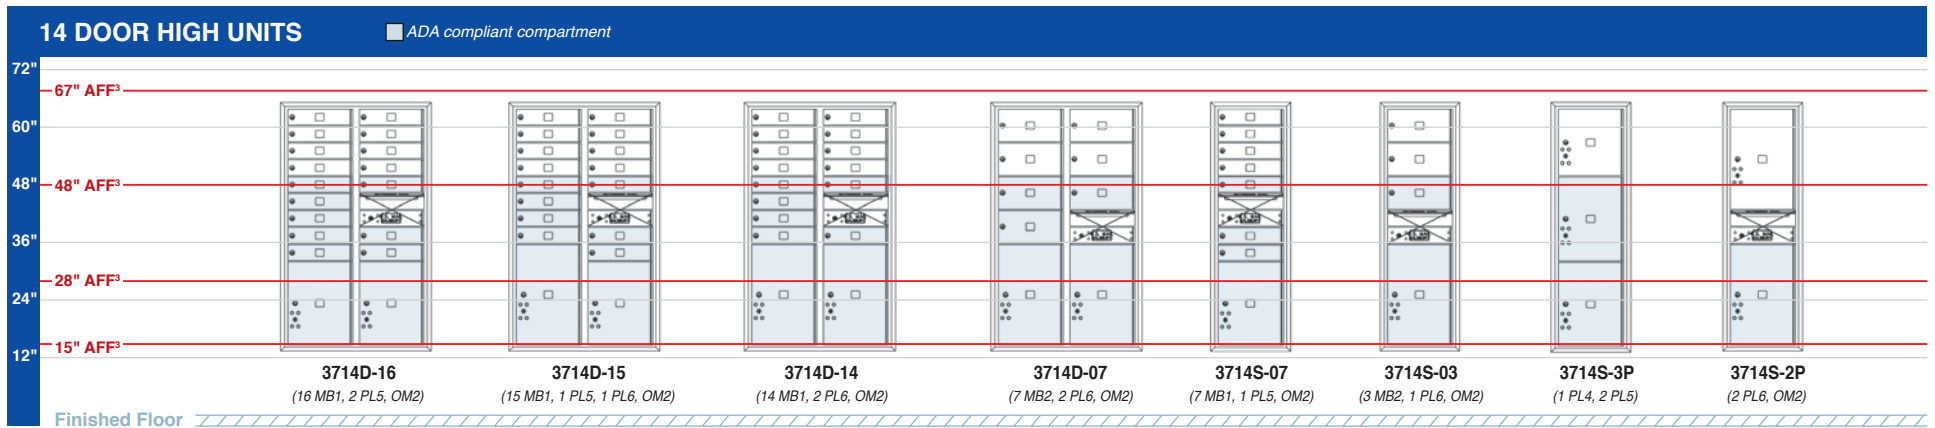 14 DOOR HIGH UNITS
ADA compliant compartment
72"
67" AFF³
60"
48"
48" AFF³
36"
28" AFF³
24"
15" AFF³
12"
3714D-16
(16 MB1, 2 PL5, OM2)
3714D-15
(15 MB1, 1 PL5, 1 PL6, OM2)
3714D-14
(14 MB1, 2 PL6, OM2)
3714D-07
(7 MB2, 2 PL6, OM2)
3714S-07
(7 MB1, 1 PL5, OM2)
3714S-03
(3 MB2, 1 PL6, OM2)
3714S-3P
(1 PL4, 2 PL5)
3714S-2P
(2 PL6, OM2)
Finished Floor